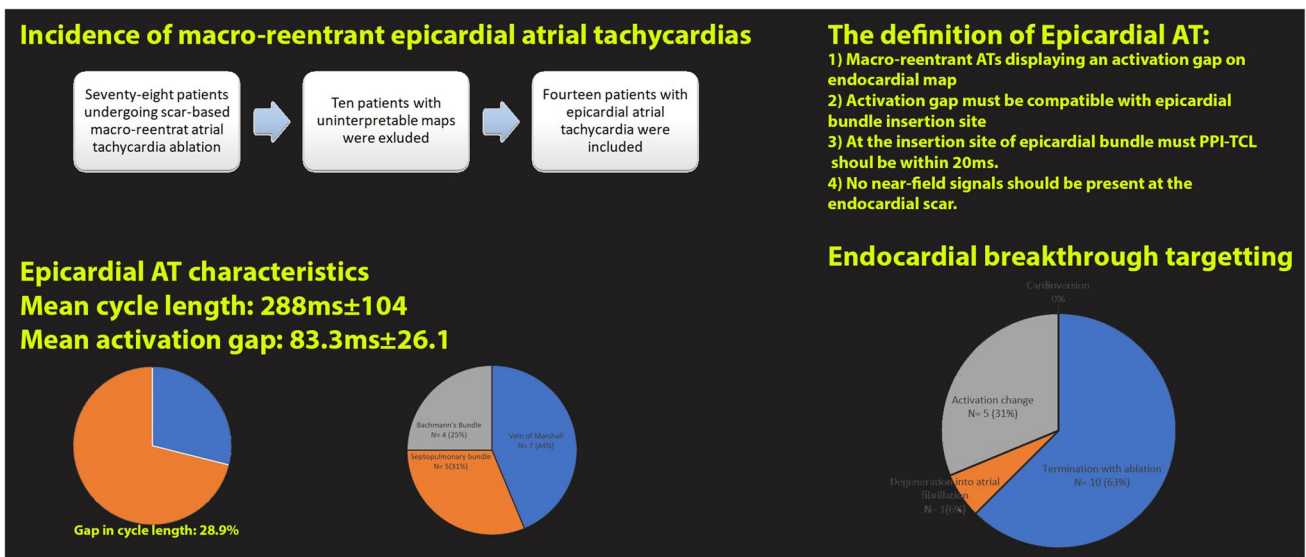 Incidence of macro-reentrant epicardial atrial tachycardias
Seventy-eight patients
undergoing scar-based
macro-reentrat atrial
tachycardia ablation
Ten patients with
uninterpretable maps
were exluded
Fourteen patients with
epicardial atrial
tachycardia were
included
The definition of Epicardial AT:
1) Macro-reentrant ATs displaying an activation gap on
endocardial map
2) Activation gap must be compatible with epicardial
bundle insertion site
3) At the insertion site of epicardial bundle must PPI-TCL
shoul be within 20ms.
4) No near-field signals should be present at the
endocardial scar.
Epicardial AT characteristics
Mean cycle length: 288ms±104
Mean activation gap: 83.3ms±26.1
Gap in cycle length: 28.9%
Bachmann's Bundle
N= 4 (25%)
Vein of Marshall
N= 7 (44%)
Septopulmonary bundle
N= 5(31%)
Endocardial breakthrough targetting
Cardioversion
0%
Activation change
N= 5 (31%)
Termination with ablation
N= 10 (63%)
Degeneration into atrial
fibrillation
N= 1(6%)